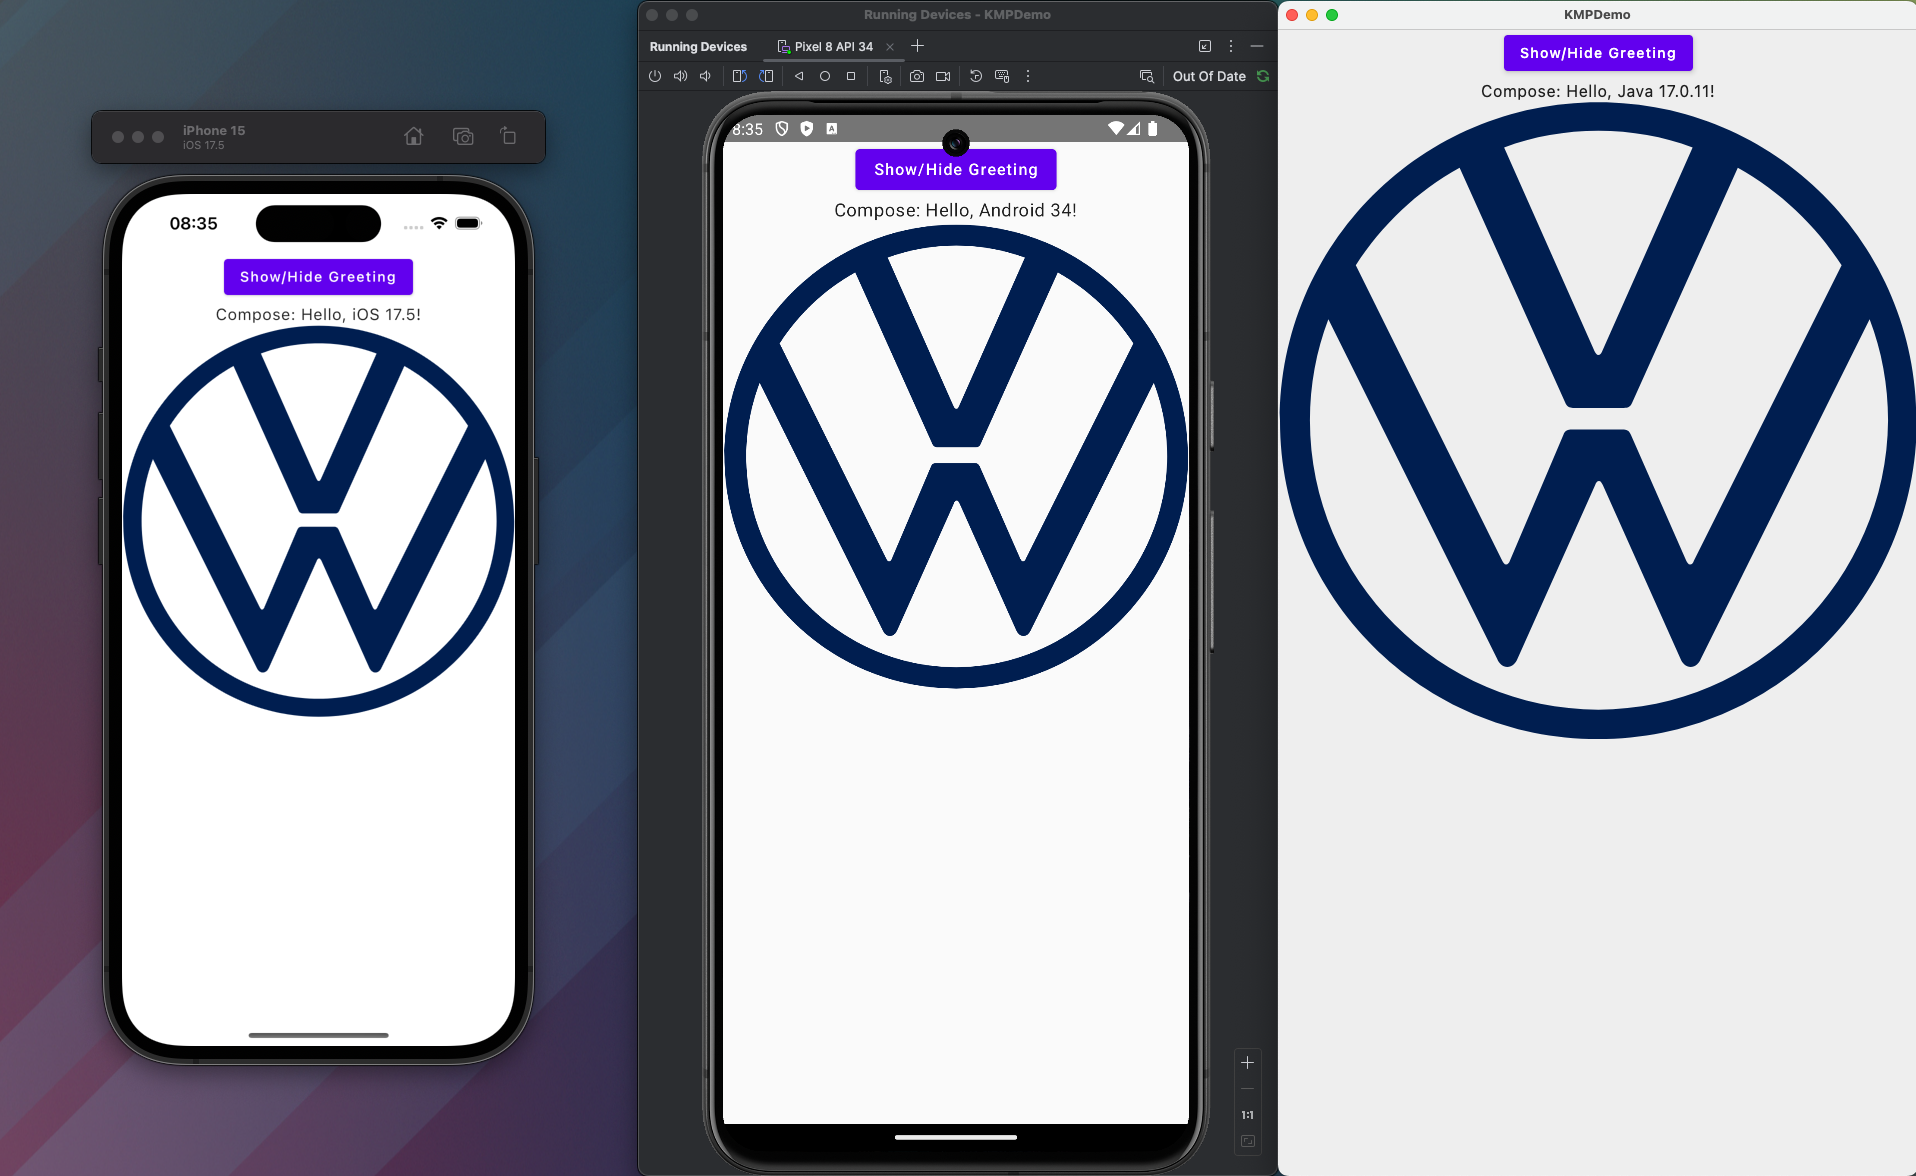 iPhone 15
iOS 17.5
08:35
Show/Hide Greeting
Compose: Hello, iOS 17.5!
Running Devices - KMPDemo
Running Devices
Pixel 8 API 34
Out Of Date
8:35
A
Show/Hide Greeting
Compose: Hello, Android 34!
1:1
KMPDemo
Show/Hide Greeting
Compose: Hello, Java 17.0.11!